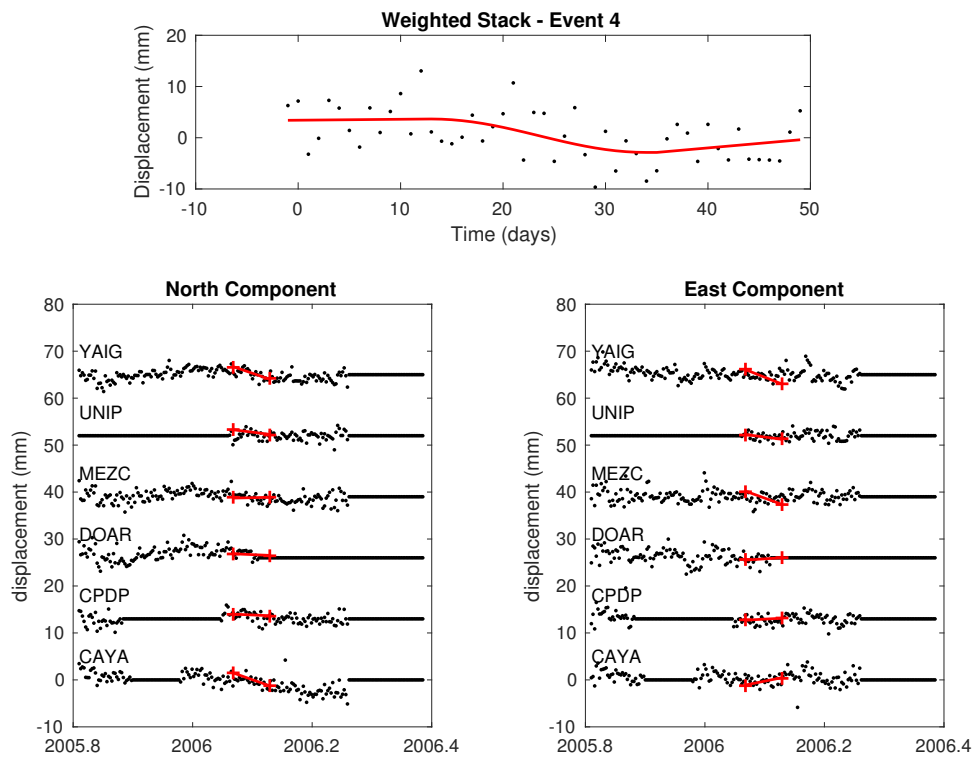 Weighted Stack - Event 4
Displacement (mm)
20
10
0
-10
-10 0 10 20 30 40 50
Time (days)
North Component
displacement (mm)
80
70
60
50
40
30
20
10
0
-10
YAIG
UNIP
MEZC
DOAR
CPDP
CAYA
2005.8 2006 2006.2 2006.4
East Component
displacement (mm)
80
70
60
50
40
30
20
10
0
-10
YAIG
UNIP
MEZC
DOAR
CPDP
CAYA
2005.8 2006 2006.2 2006.4